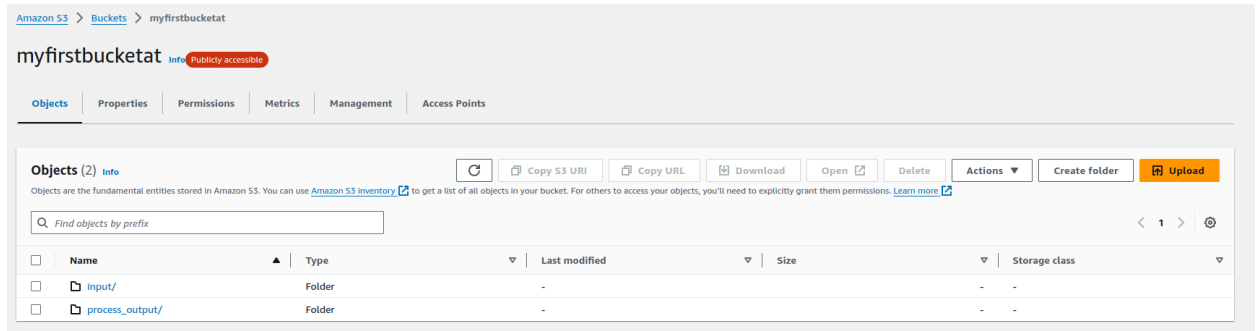 Amazon S3 > Buckets > myfirstbucketat
myfirstbucketat Info Publicly accessible
Objects Properties Permissions Metrics Management Access Points
Objects (2) Info Copy S3 URI Copy URL Download Open Delete Actions Create folder Upload
Objects are the fundamental entities stored in Amazon S3. You can use Amazon S3 inventory to get a list of all objects in your bucket. For others to access your objects, you'll need to explicitly grant them permissions. Learn more
Find objects by prefix < 1 >
Name Type Last modified Size Storage class
input/ Folder - - -
process_output/ Folder - - -